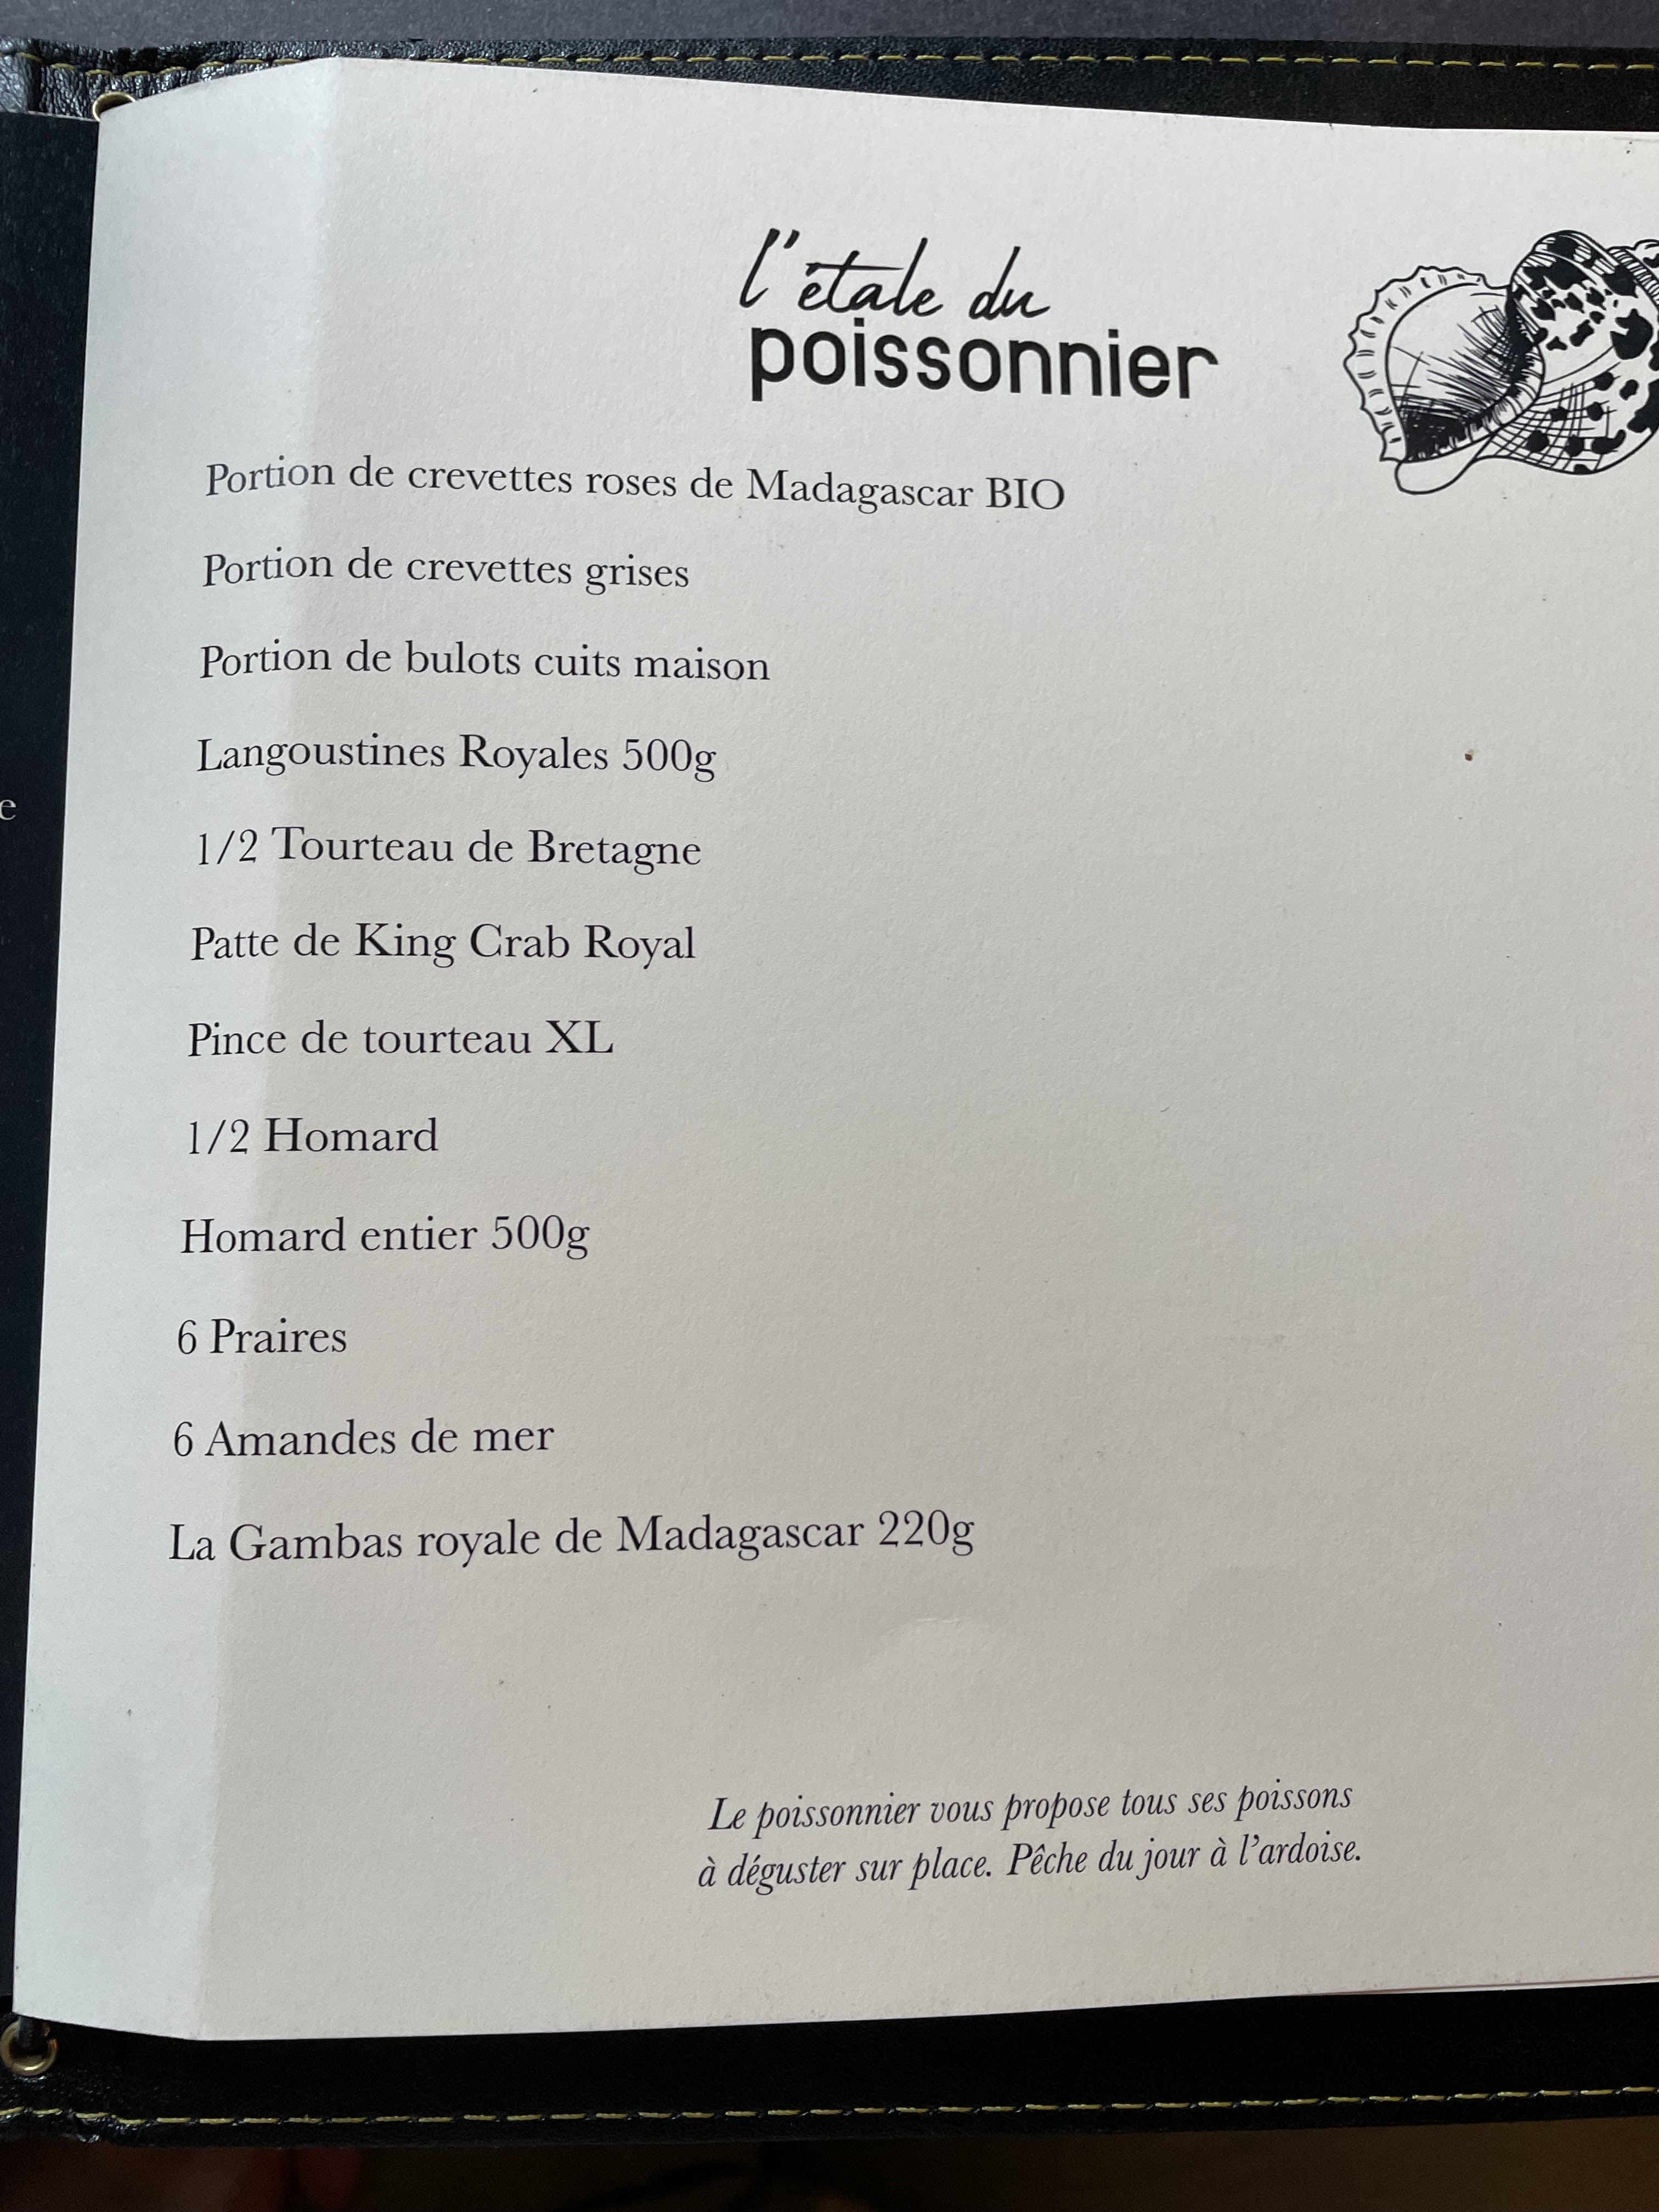 l'étale du
poissonnier
Portion de crevettes roses de Madagascar BIO
Portion de crevettes grises
Portion de bulots cuits maison
Langoustines Royales 500g
1/2 Tourteau de Bretagne
Patte de King Crab Royal
Pince de tourteau XL
1/2 Homard
Homard entier 500g
6 Praires
6 Amandes de mer
La Gambas royale de Madagascar 220g
Le poissonnier vous propose tous ses poissons
à déguster sur place. Pêche du jour à l'ardoise.